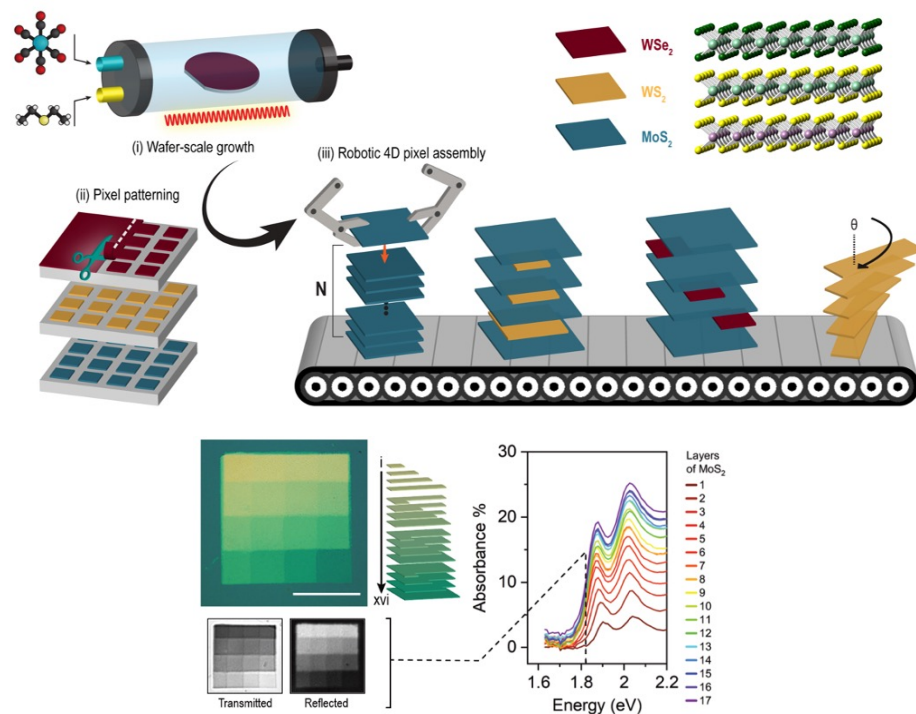 (i) Wafer-scale growth
WSe2
WS2
MoS2
(ii) Pixel patterning
(iii) Robotic 4D pixel assembly
N
θ
i
xvi
Transmitted
Reflected
30
20
10
0
Absorbance %
1.6
1.8
2
2.2
Energy (eV)
Layers
of MoS2
1
2
3
4
5
6
7
8
9
10
11
12
13
14
15
16
17